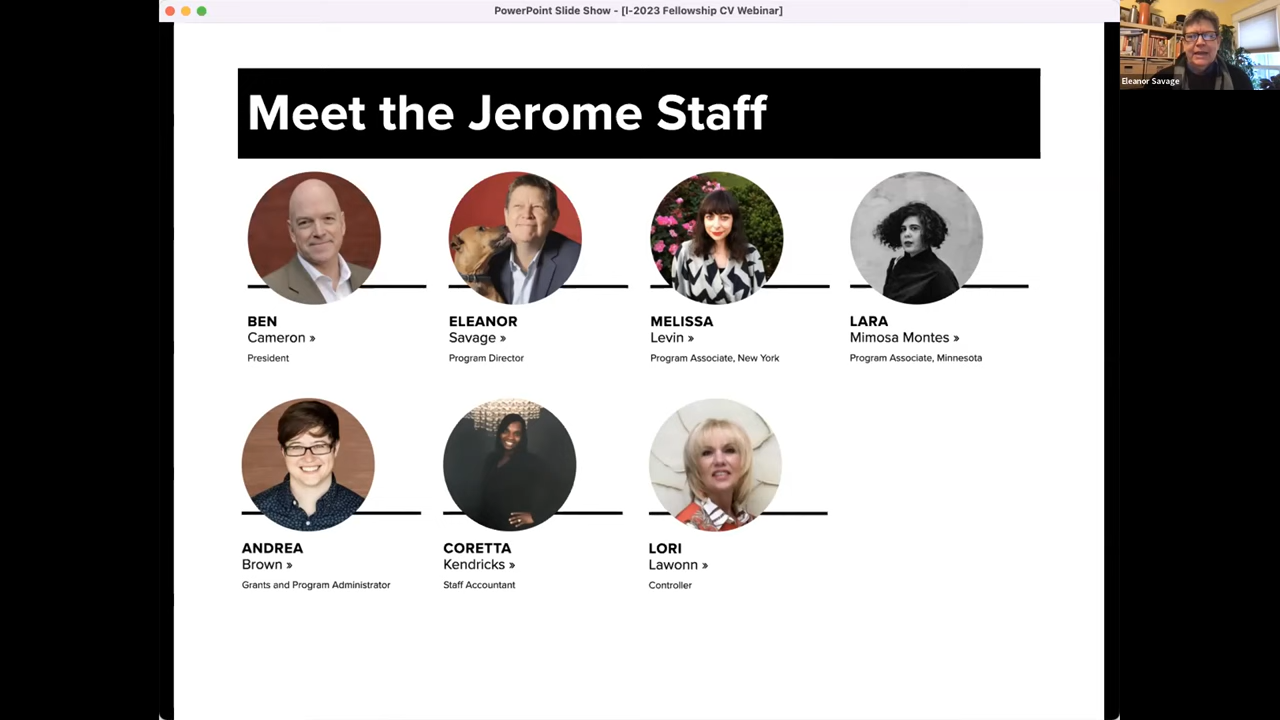 PowerPoint Slide Show - [I-2023 Fellowship CV Webinar]
Eleanor Savage
Meet the Jerome Staff
BEN
Cameron »
President
ELEANOR
Savage »
Program Director
MELISSA
Levin »
Program Associate, New York
LARA
Mimosa Montes »
Program Associate, Minnesota
ANDREA
Brown »
Grants and Program Administrator
CORETTA
Kendricks »
Staff Accountant
LORI
Lawonn »
Controller